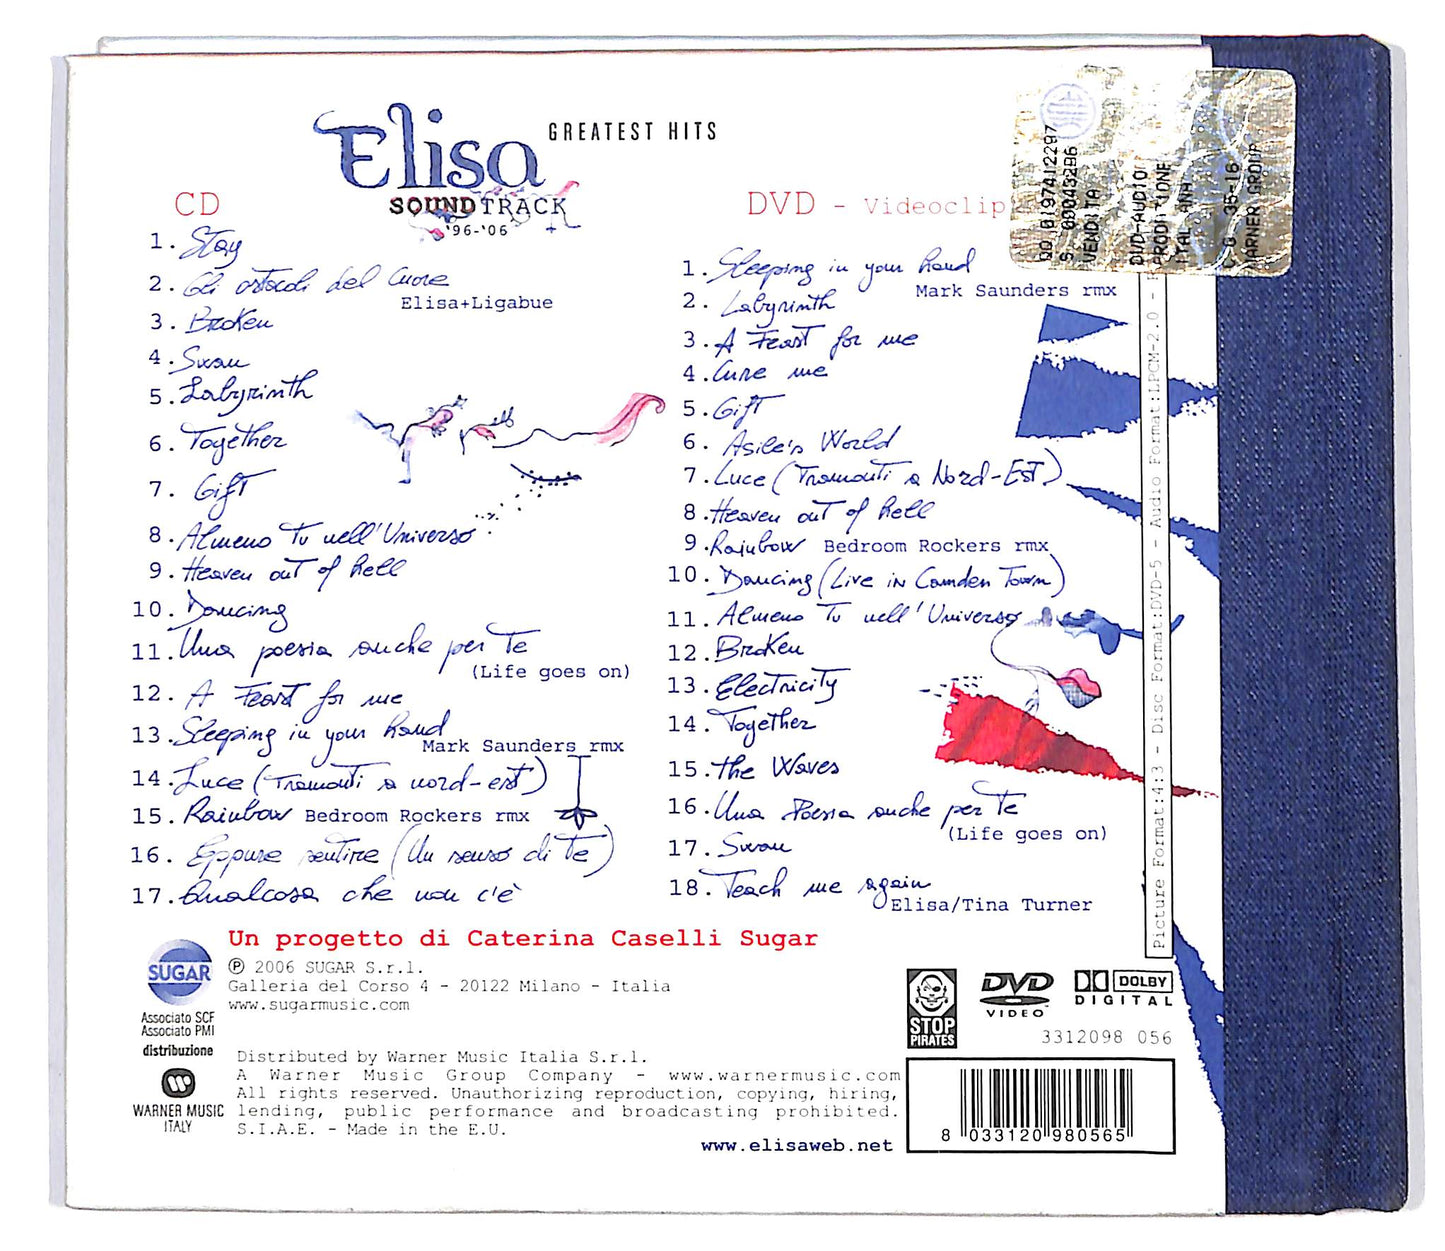 Elisa GREATEST HITS
SOUNDTRACK
'96-'06
CD
1. Stay
2. Gli ostacoli del Cuore
Elisa+Ligabue
3. Broken
4. Swan
5. Labyrinth
6. Together
7. Gift
8. Almeno Tu nell'Universo
9. Heaven out of hell
10. Dancing
11. Una poesia anche per Te
(Life goes on)
12. A Feast for me
13. Sleeping in your hand
Mark Saunders rmx
14. Luce (Tramonti a nord-est)
15. Rainbow Bedroom Rockers rmx
16. Eppure sentire (Un senso di Te)
17. Qualcosa che non c'è
DVD - Videoclip
1. Sleeping in your hand
Mark Saunders rmx
2. Labyrinth
3. A Feast for me
4. Cure me
5. Gift
6. Asile's World
7. Luce (Tramonti a Nord-Est)
8. Heaven out of hell
9. Rainbow Bedroom Rockers rmx
10. Dancing (Live in Camden Town)
11. Almeno Tu nell'Universo
12. Broken
13. Electricity
14. Together
15. the Waves
16. Una Poesia anche per Te
(Life goes on)
17. Swan
18. Teach me again
Elisa/Tina Turner
VENDITA
DVD-AUDIO
WARNER GROUP
Picture Format:4:3 - Disc Format:DVD-5 - Audio Format:LPCM-2.0 -
Un progetto di Caterina Caselli Sugar
SUGAR
Ⓟ 2006 SUGAR S.r.l.
Galleria del Corso 4 - 20122 Milano - Italia
www.sugarmusic.com
Associato SCF
Associato PMI
distribuzione
WARNER MUSIC
ITALY
Distributed by Warner Music Italia S.r.l.
A Warner Music Group Company - www.warnermusic.com
All rights reserved. Unauthorizing reproduction, copying, hiring,
lending, public performance and broadcasting prohibited.
S.I.A.E. - Made in the E.U.
www.elisaweb.net
STOP
PIRATES
DVD
VIDEO
DOLBY
DIGITAL
3312098 056
8 033120 980565